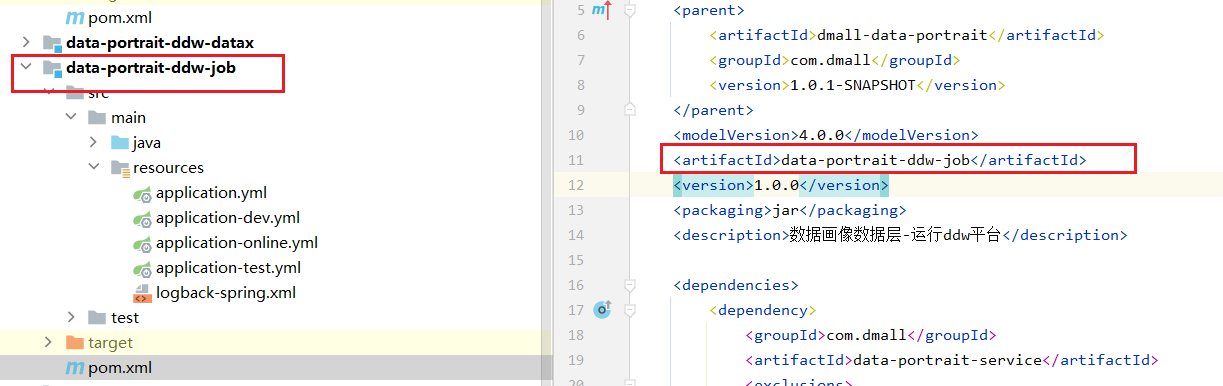 pom.xml
data-portrait-ddw-datax
data-portrait-ddw-job
src
main
java
resources
application.yml
application-dev.yml
application-online.yml
application-test.yml
logback-spring.xml
test
target
pom.xml
5 <parent>
6 <artifactId>dmall-data-portrait</artifactId>
7 <groupId>com.dmall</groupId>
8 <version>1.0.1-SNAPSHOT</version>
9 </parent>
10 <modelVersion>4.0.0</modelVersion>
11 <artifactId>data-portrait-ddw-job</artifactId>
12 <version>1.0.0</version>
13 <packaging>jar</packaging>
14 <description>数据画像数据层-运行ddw平台</description>
15
16 <dependencies>
17 <dependency>
18 <groupId>com.dmall</groupId>
19 <artifactId>data-portrait-service</artifactId>
20 <exclusions>